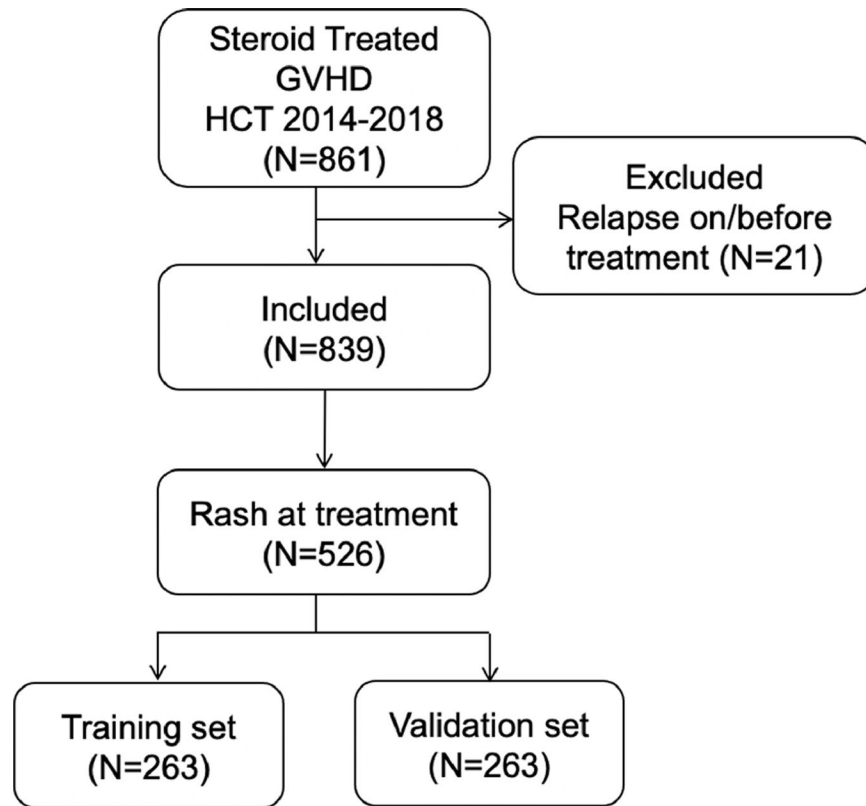 Steroid Treated
GVHD
HCT 2014-2018
(N=861)
Excluded
Relapse on/before
treatment (N=21)
Included
(N=839)
Rash at treatment
(N=526)
Training set
(N=263)
Validation set
(N=263)